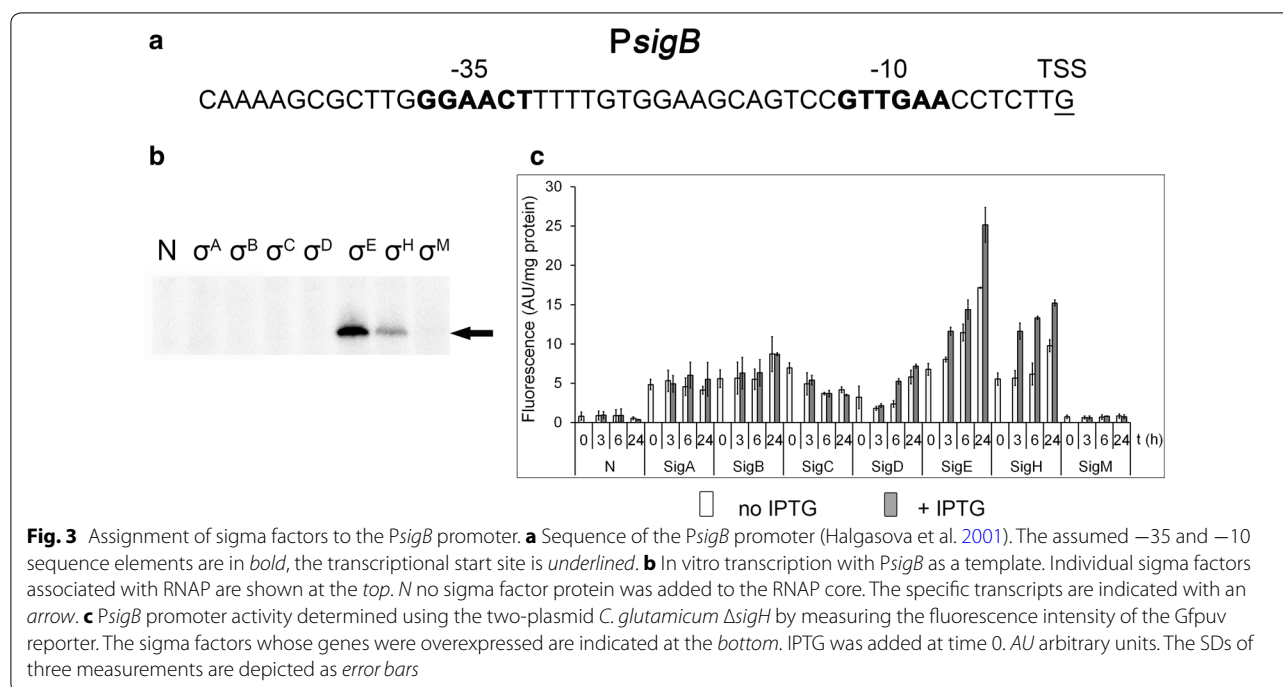 a
PsigB
-35 -10 TSS
CAAAAGCGCTTGGGAACTTTTTGTGGAAGCAGTCCGTTGAACCTCTTG
b
N σA σB σC σD σE σH σM
c
Fluorescence (AU/mg protein)
30
25
20
15
10
5
0
0 3 6 24 0 3 6 24 0 3 6 24 0 3 6 24 0 3 6 24 0 3 6 24 0 3 6 24 0 3 6 24 t (h)
N SigA SigB SigC SigD SigE SigH SigM
no IPTG + IPTG
Fig. 3 Assignment of sigma factors to the PsigB promoter. a Sequence of the PsigB promoter (Halgasova et al. 2001). The assumed −35 and −10
sequence elements are in bold, the transcriptional start site is underlined. b In vitro transcription with PsigB as a template. Individual sigma factors
associated with RNAP are shown at the top. N no sigma factor protein was added to the RNAP core. The specific transcripts are indicated with an
arrow. c PsigB promoter activity determined using the two-plasmid C. glutamicum ΔsigH by measuring the fluorescence intensity of the Gfpuv
reporter. The sigma factors whose genes were overexpressed are indicated at the bottom. IPTG was added at time 0. AU arbitrary units. The SDs of
three measurements are depicted as error bars